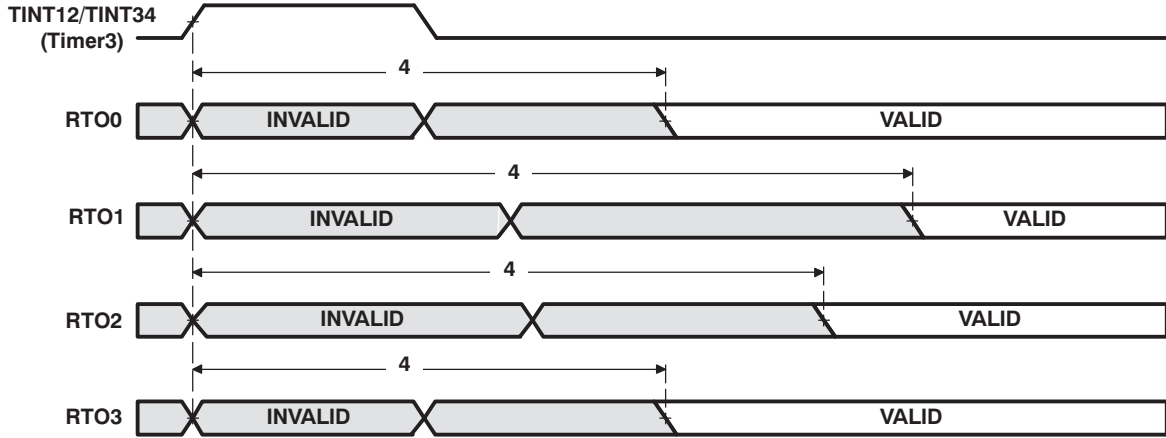 TINT12/TINT34
(Timer3)
4
RTO0 INVALID VALID
4
RTO1 INVALID VALID
4
RTO2 INVALID VALID
4
RTO3 INVALID VALID